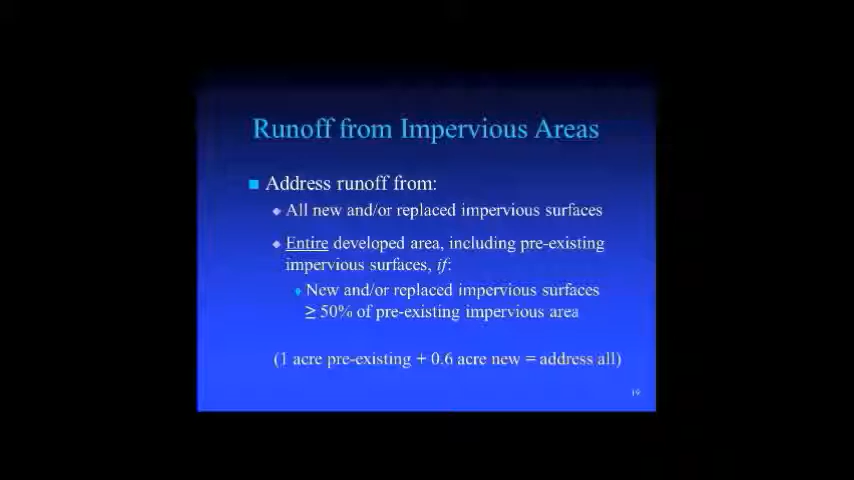 Runoff from Impervious Areas
Address runoff from:
All new and/or replaced impervious surfaces
Entire developed area, including pre-existing
impervious surfaces, if:
New and/or replaced impervious surfaces
≥ 50% of pre-existing impervious area
(1 acre pre-existing + 0.6 acre new = address all)
19